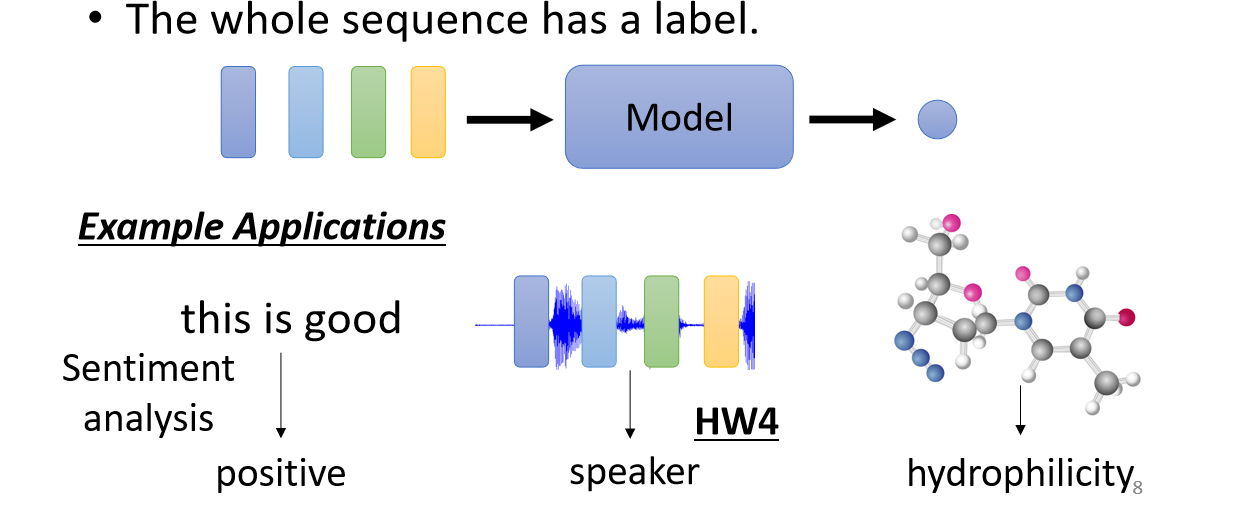 • The whole sequence has a label.
Model
Example Applications
this is good
Sentiment
analysis
positive
HW4
speaker
hydrophilicity
8